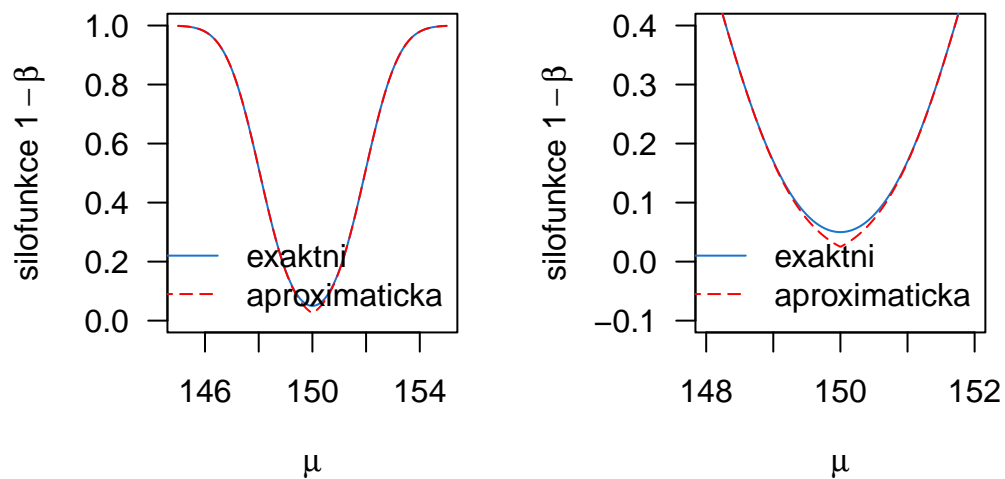 silofunkce 1 − β
1.0
0.8
0.6
0.4
0.2
0.0
exaktni
aproximaticka
146 150 154
μ
silofunkce 1 − β
0.4
0.3
0.2
0.1
0.0
−0.1
exaktni
aproximaticka
148 150 152
μ